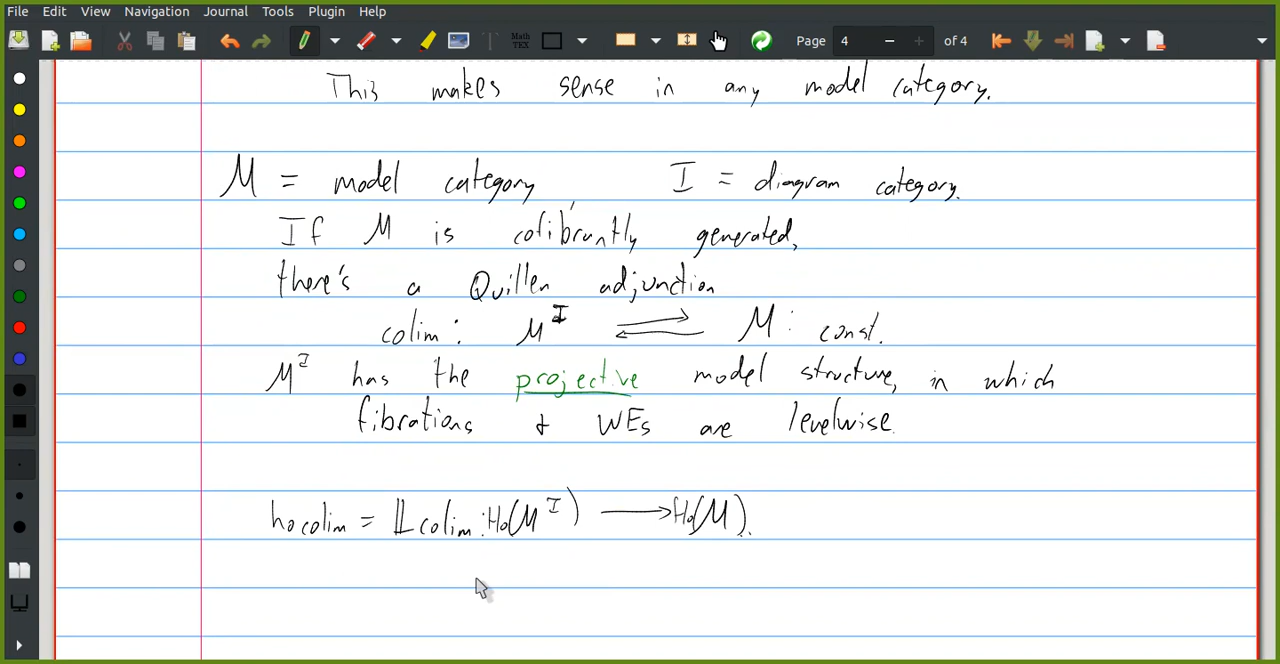 File Edit View Navigation Journal Tools Plugin Help
Math TEX Page 4 of 4
This makes sense in any model category.
M = model category, I = diagram category.
If M is cofibrantly generated,
there's a Quillen adjunction
colim: M^I ⇄ M: const.
M^I has the projective model structure, in which
fibrations + WEs are levelwise.
hocolim = 𝕃colim: Ho(M^I) → Ho(M).